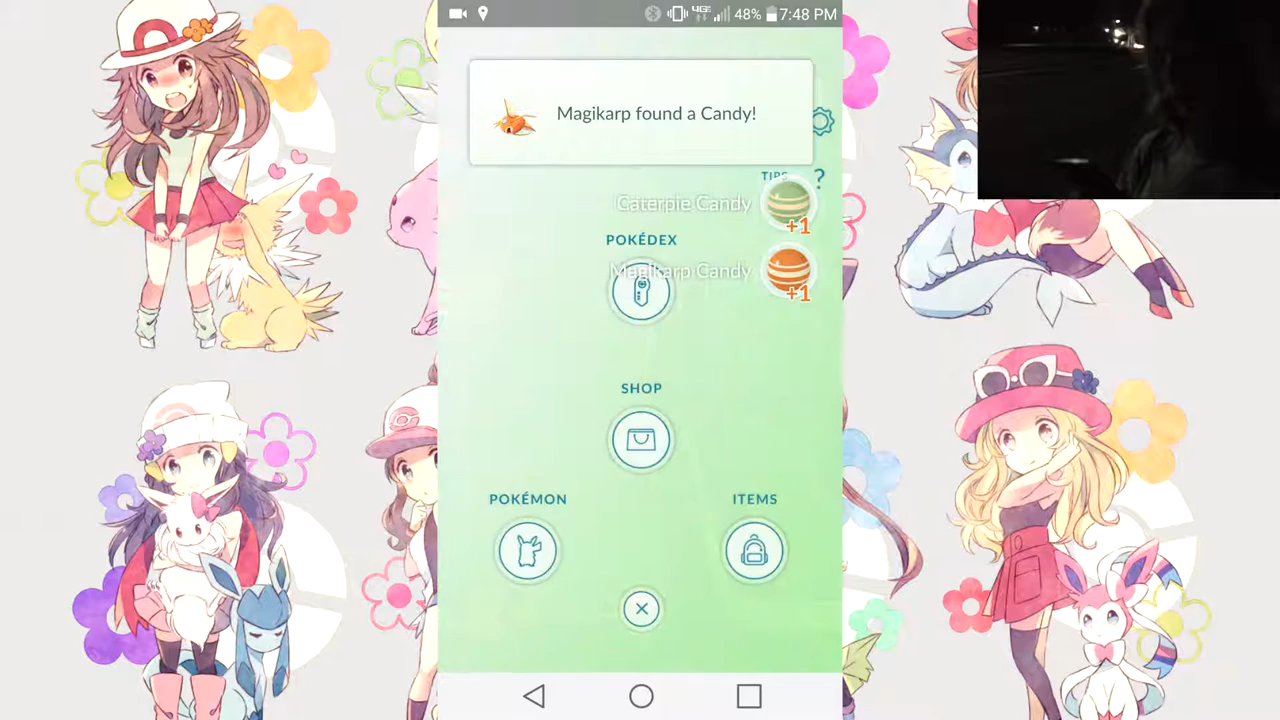 48% 7:48 PM
Magikarp found a Candy!
TIPS ?
Caterpie Candy +1
POKÉDEX
Magikarp Candy +1
SHOP
POKÉMON ITEMS